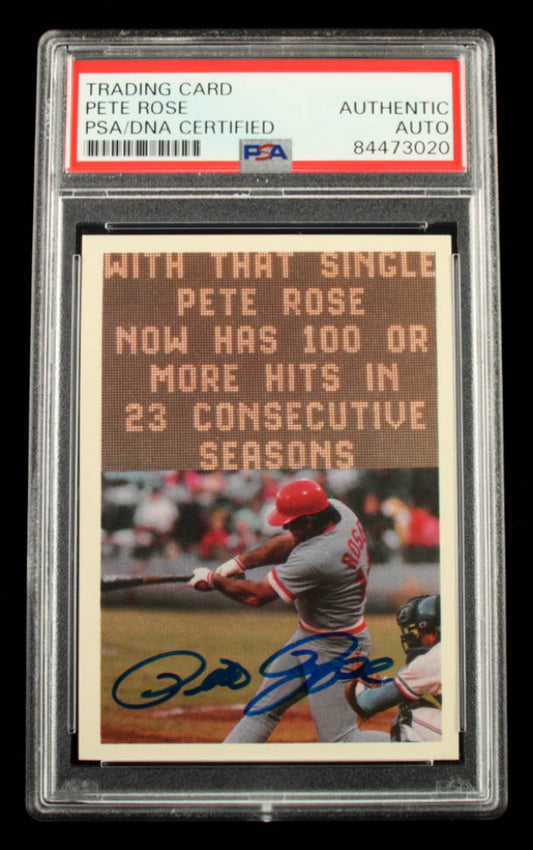 TRADING CARD
PETE ROSE
PSA/DNA CERTIFIED
AUTHENTIC
AUTO
84473020
PSA
WITH THAT SINGLE
PETE ROSE
NOW HAS 100 OR
MORE HITS IN
23 CONSECUTIVE
SEASONS
ROSE
Pete Rose
PSA